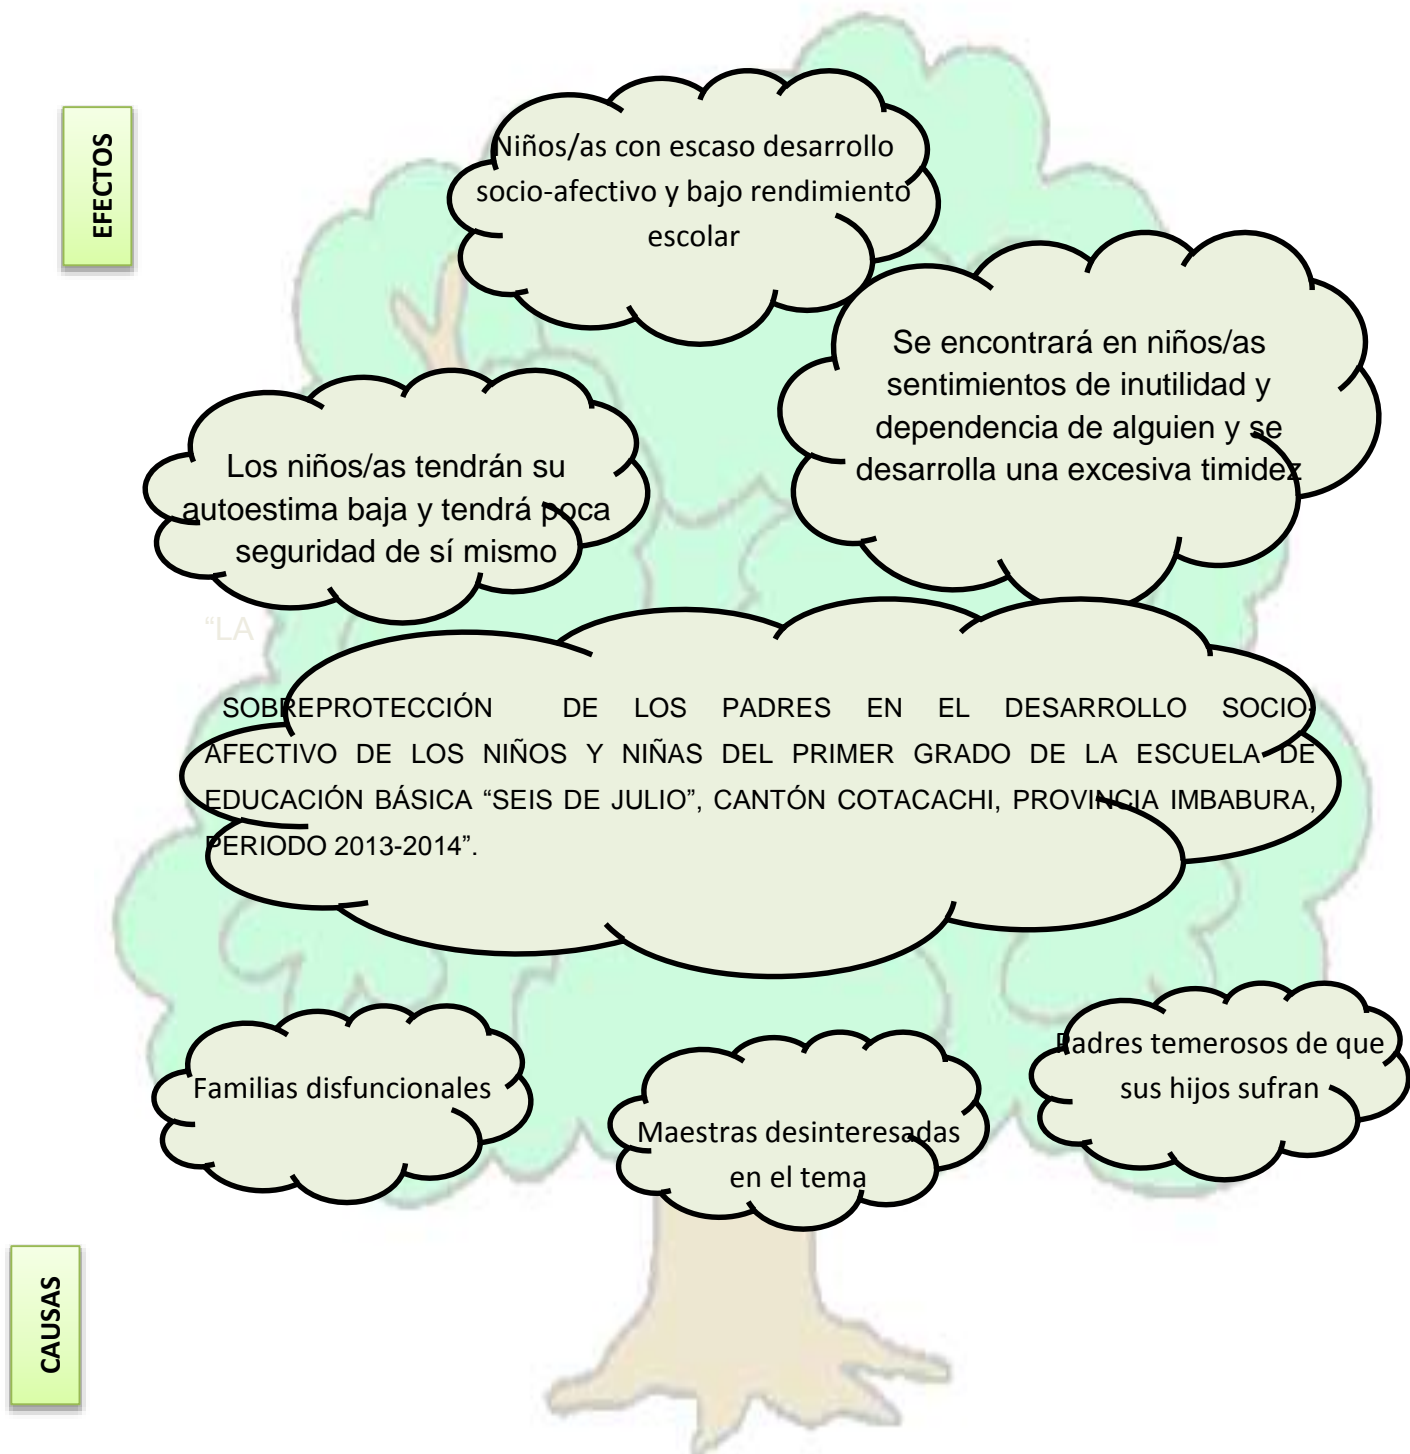 EFECTOS
Niños/as con escaso desarrollo
socio-afectivo y bajo rendimiento
escolar
Se encontrará en niños/as
sentimientos de inutilidad y
dependencia de alguien y se
desarrolla una excesiva timidez
Los niños/as tendrán su
autoestima baja y tendrá poca
seguridad de sí mismo
“LA
SOBREPROTECCIÓN DE LOS PADRES EN EL DESARROLLO SOCIO-
AFECTIVO DE LOS NIÑOS Y NIÑAS DEL PRIMER GRADO DE LA ESCUELA DE
EDUCACIÓN BÁSICA “SEIS DE JULIO”, CANTÓN COTACACHI, PROVINCIA IMBABURA,
PERIODO 2013-2014”.
Familias disfuncionales
Maestras desinteresadas
en el tema
Padres temerosos de que
sus hijos sufran
CAUSAS